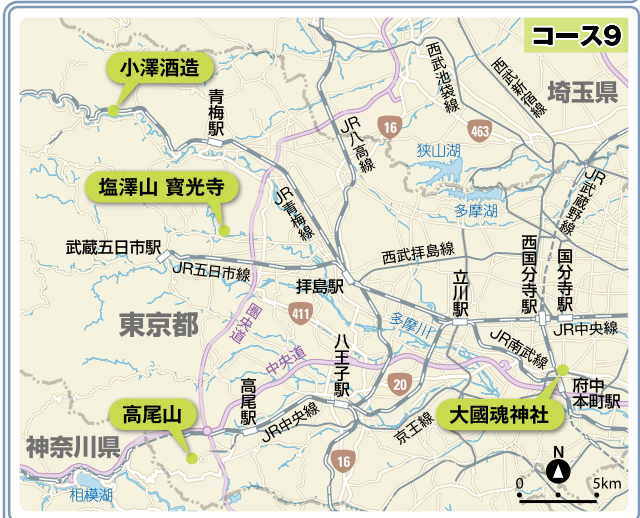 コース9
小澤酒造
青梅駅
JR八高線
16
463
西武池袋線
西武新宿線
埼玉県
狭山湖
多摩湖
JR武蔵野線
塩澤山 寳光寺
JR青梅線
武蔵五日市駅
JR五日市線
西武拝島線
拝島駅
立川駅
西国分寺駅
国分寺駅
東京都
圏央道
411
多摩川
JR中央線
JR南武線
中央道
八王子駅
20
高尾駅
高尾山
JR中央線
京王線
大國魂神社
府中
本町駅
神奈川県
相模湖
16
N
0
5km